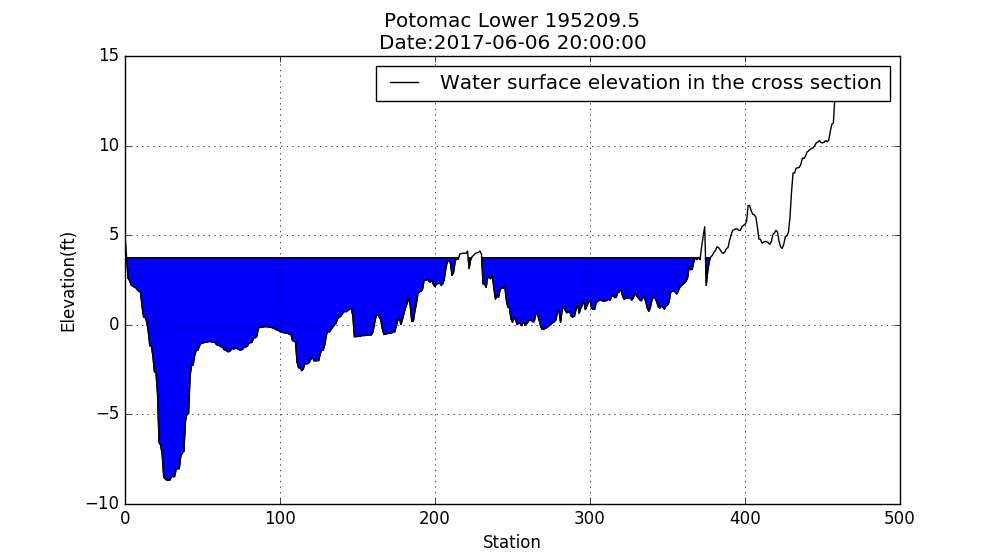 Potomac Lower 195209.5
Date:2017-06-06 20:00:00
Water surface elevation in the cross section
15
10
5
0
−5
−10
Elevation(ft)
0 100 200 300 400 500
Station